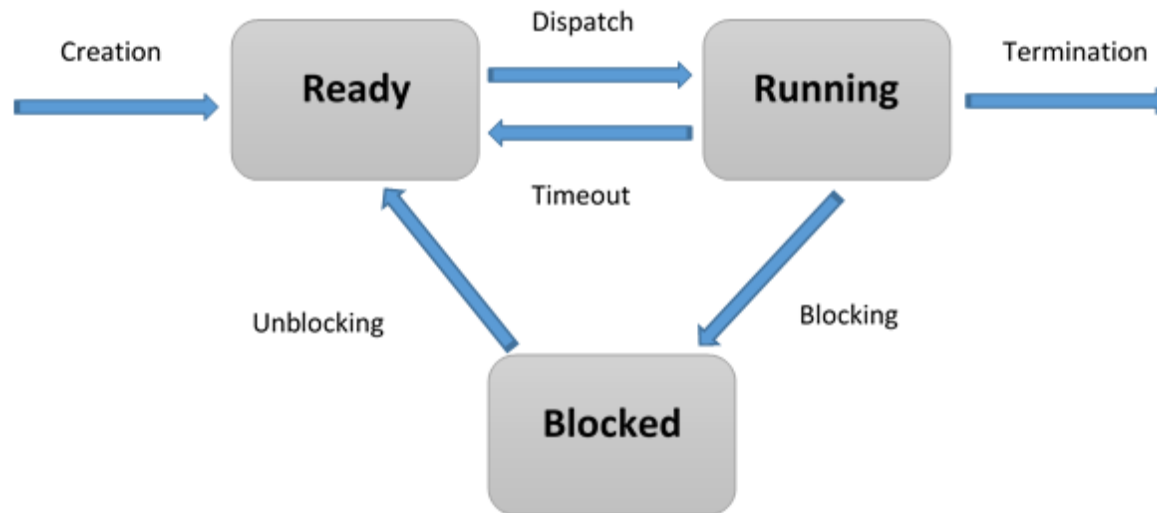 Creation
Ready
Dispatch
Running
Termination
Timeout
Unblocking
Blocking
Blocked